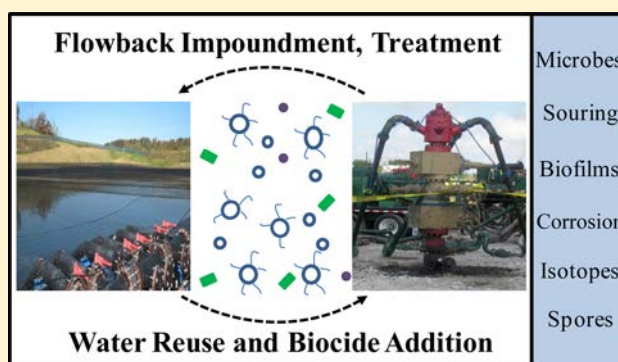 Flowback Impoundment, Treatment
Water Reuse and Biocide Addition
Microbes
Souring
Biofilms
Corrosion
Isotopes
Spores